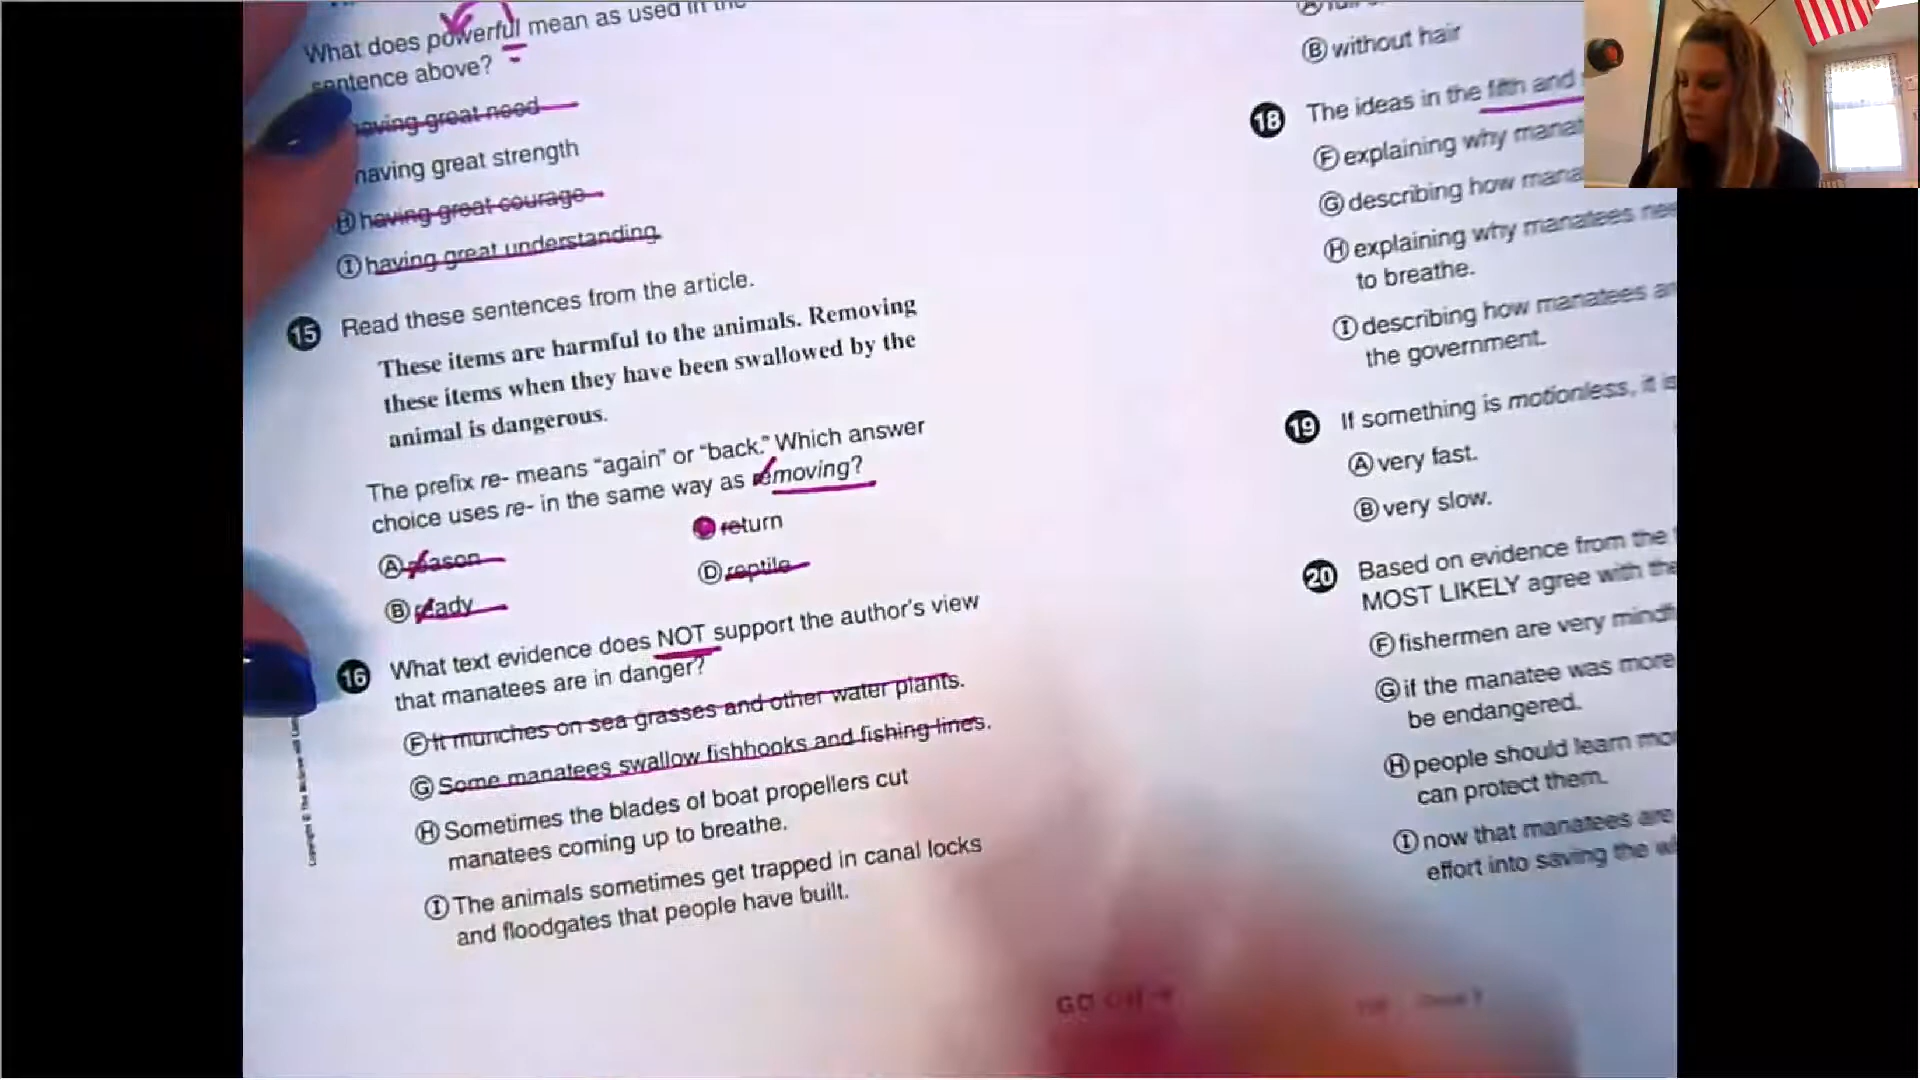 What does powerful mean as used in the
sentence above?
having great need
having great strength
Ⓗ having great courage
Ⓘ having great understanding
15 Read these sentences from the article.
These items are harmful to the animals. Removing
these items when they have been swallowed by the
animal is dangerous.
The prefix re- means “again” or “back.” Which answer
choice uses re- in the same way as removing?
Ⓐ reason
Ⓑ ready
return
Ⓓ reptile
16 What text evidence does NOT support the author's view
that manatees are in danger?
Ⓕ It munches on sea grasses and other water plants.
Ⓖ Some manatees swallow fishhooks and fishing lines.
Ⓗ Sometimes the blades of boat propellers cut
manatees coming up to breathe.
Ⓘ The animals sometimes get trapped in canal locks
and floodgates that people have built.
GO ON
Ⓑ without hair
18 The ideas in the fifth and
Ⓕ explaining why
Ⓖ describing how
Ⓗ explaining why manatees
to breathe.
Ⓘ describing how manatees
the government.
19 If something is motionless, it is
Ⓐ very fast.
Ⓑ very slow.
20 Based on evidence from the
MOST LIKELY agree with the
Ⓕ fishermen are very
Ⓖ if the manatee was more
be endangered.
Ⓗ people should learn
can protect them.
Ⓘ now that manatees are
effort into saving the